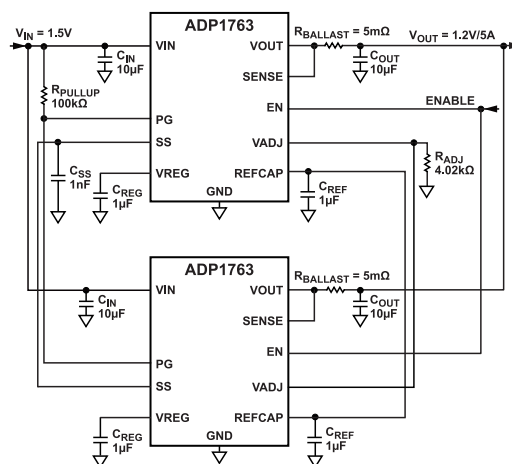 ADP1763
V_IN = 1.5V
VIN
VOUT
R_BALLAST = 5mΩ
V_OUT = 1.2V/5A
C_IN
10µF
C_OUT
10µF
SENSE
R_PULLUP
100kΩ
EN
ENABLE
PG
SS
VADJ
C_SS
1nF
VREG
REFCAP
R_ADJ
4.02kΩ
C_REG
1µF
GND
C_REF
1µF
ADP1763
VIN
VOUT
R_BALLAST = 5mΩ
C_IN
10µF
C_OUT
10µF
SENSE
EN
PG
SS
VADJ
VREG
REFCAP
C_REG
1µF
GND
C_REF
1µF